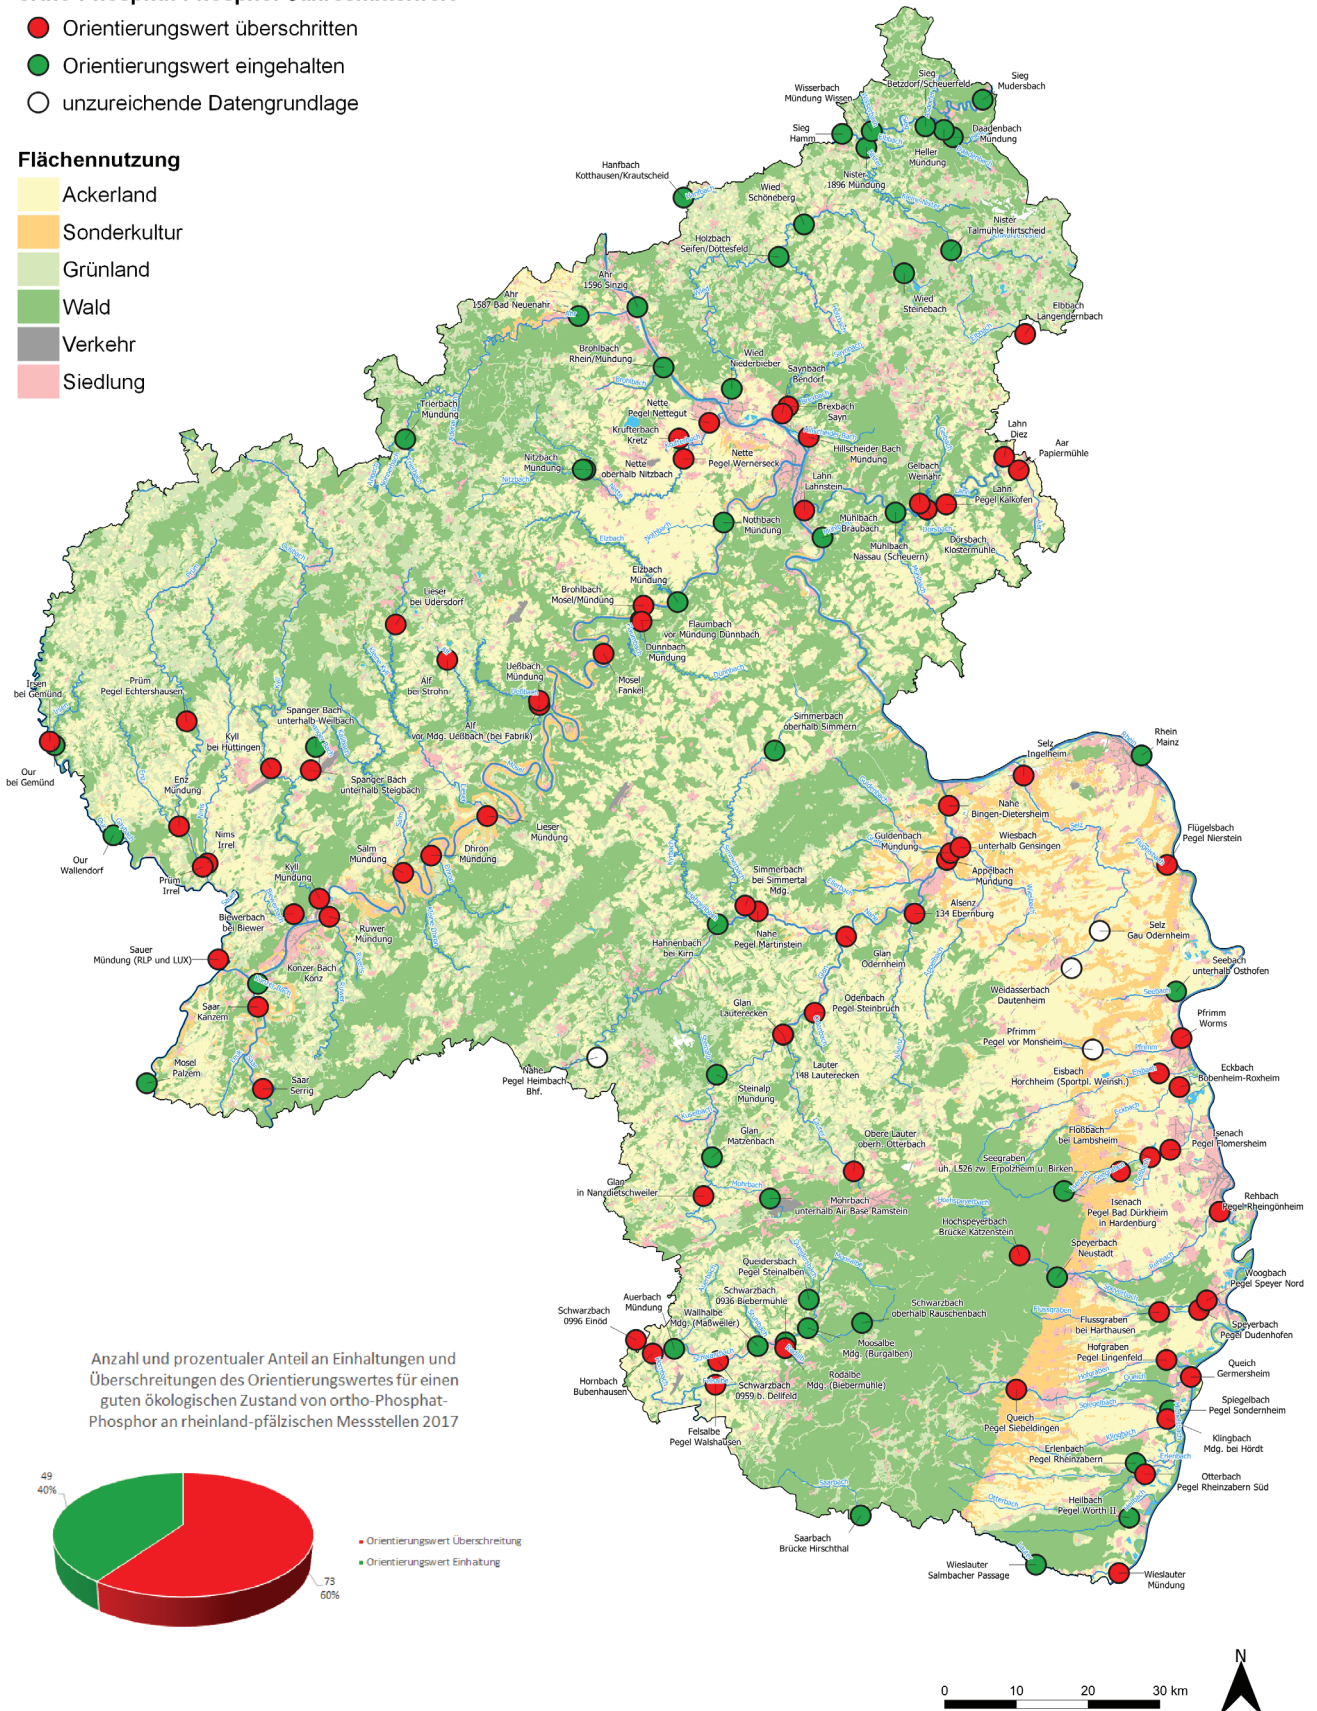 Orientierungswert überschritten
Orientierungswert eingehalten
unzureichende Datengrundlage
Flächennutzung
Ackerland
Sonderkultur
Grünland
Wald
Verkehr
Siedlung
Sieg
Betzdorf/Scheuerfeld
Sieg
Mudersbach
Wisserbach
Mündung Wissen
Sieg
Hamm
Daadenbach
Mündung
Heller
Mündung
Nister
1896 Mündung
Hanfbach
Kotthausen/Krautscheid
Wied
Schöneberg
Nister
Talmühle Hirtscheid
Holzbach
Seifen/Döttesfeld
Wied
Steinebach
Ahr
1596 Sinzig
Ahr
1587 Bad Neuenahr
Elbbach
Langendernbach
Brohlbach
Rhein/Mündung
Wied
Niederbieber
Saynbach
Bendorf
Brexbach
Sayn
Trierbach
Mündung
Nette
Pegel Nettegut
Krufterbach
Kretz
Nette
Pegel Wernerseck
Hillscheider Bach
Mündung
Lahn
Diez
Aar
Papiermühle
Nitzbach
Mündung
Nette
oberhalb Nitzbach
Gelbach
Weinähr
Lahn
Lahnstein
Lahn
Pegel Kalkofen
Nothbach
Mündung
Mühlbach
Braubach
Mühlbach
Nassau (Scheuern)
Dörsbach
Klostermühle
Elzbach
Mündung
Brohlbach
Mosel/Mündung
Flaumbach
vor Mündung Dünnbach
Dünnbach
Mündung
Lieser
bei Udersdorf
Mosel
Fankel
Alf
bei Strohn
Ueßbach
Mündung
Alf
vor Mdg. Ueßbach (bei Fabrik)
Irsen
bei Gemünd
Prüm
Pegel Echtershausen
Spanger Bach
unterhalb Weilbach
Kyll
bei Hüttingen
Our
bei Gemünd
Enz
Mündung
Spanger Bach
unterhalb Steigbach
Simmerbach
oberhalb Simmern
Selz
Ingelheim
Rhein
Mainz
Nahe
Bingen-Dietersheim
Lieser
Mündung
Nims
Irrel
Our
Wallendorf
Prüm
Irrel
Salm
Mündung
Dhron
Mündung
Guldenbach
Mündung
Wiesbach
unterhalb Gensingen
Flügelsbach
Pegel Nierstein
Appelbach
Mündung
Kyll
Mündung
Simmerbach
bei Simmertal
Mdg.
Alsenz
134 Ebernburg
Biewerbach
bei Biewer
Ruwer
Mündung
Nahe
Pegel Martinstein
Hahnenbach
bei Kirn
Glan
Odernheim
Selz
Gau Odernheim
Sauer
Mündung (RLP und LUX)
Konzer Bach
Konz
Seebach
unterhalb Osthofen
Weidasserbach
Dautenheim
Saar
Kanzem
Glan
Lauterecken
Odenbach
Pegel Steinbruch
Pfrimm
Worms
Pfrimm
Pegel vor Monsheim
Mosel
Palzem
Saar
Serrig
Nahe
Pegel Heimbach
Bhf.
Lauter
148 Lauterecken
Steinalp
Mündung
Eisbach
Horchheim (Sportpl. Weinsh.)
Eckbach
Bobenheim-Roxheim
Glan
Matzenbach
Obere Lauter
oberh. Otterbach
Floßbach
bei Lambsheim
Isenach
Pegel Flomersheim
Seegraben
uh. L526 zw. Erpolzheim u. Birken
Glan
in Nanzdietschweiler
Mohrbach
unterhalb Air Base Ramstein
Isenach
Pegel Bad Dürkheim
in Hardenburg
Rehbach
Pegel Rheingönheim
Hochspeyerbach
Brücke Katzenstein
Speyerbach
Neustadt
Queidersbach
Pegel Steinalben
Woogbach
Pegel Speyer Nord
Auerbach
Mündung
Schwarzbach
0936 Biebermühle
Schwarzbach
0996 Einöd
Wallhalbe
Mdg. (Maßweiler)
Schwarzbach
oberhalb Rauschenbach
Flussgraben
bei Harthausen
Speyerbach
Pegel Dudenhofen
Moosalbe
Mdg. (Burgalben)
Hofgraben
Pegel Lingenfeld
Rodalbe
Mdg. (Biebermühle)
Hornbach
Bubenhausen
Schwarzbach
0959 b. Dellfeld
Queich
Germersheim
Spiegelbach
Pegel Sondernheim
Queich
Pegel Siebeldingen
Felsalbe
Pegel Walshausen
Klingbach
Mdg. bei Hördt
Erlenbach
Pegel Rheinzabern
Otterbach
Pegel Rheinzabern Süd
Heilbach
Pegel Wörth II
Saarbach
Brücke Hirschthal
Wieslauter
Salmbacher Passage
Wieslauter
Mündung
Anzahl und prozentualer Anteil an Einhaltungen und
Überschreitungen des Orientierungswertes für einen
guten ökologischen Zustand von ortho-Phosphat-
Phosphor an rheinland-pfälzischen Messstellen 2017
49
40%
73
60%
Orientierungswert Überschreitung
Orientierungswert Einhaltung
N
0 10 20 30 km